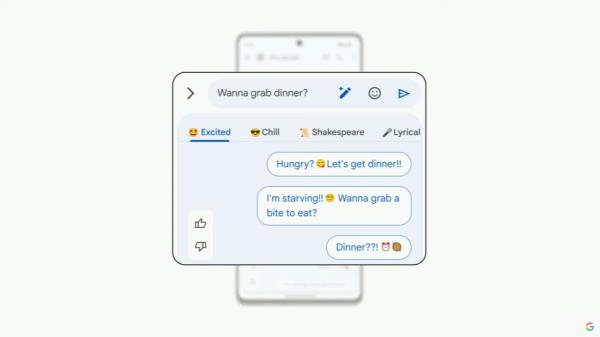 Wanna grab dinner?
🤩 Excited
😎 Chill
📜 Shakespeare
🎤 Lyrical
Hungry? 😋 Let's get dinner!!
I'm starving!! 😩 Wanna grab a
bite to eat?
Dinner??! ⏰🥘